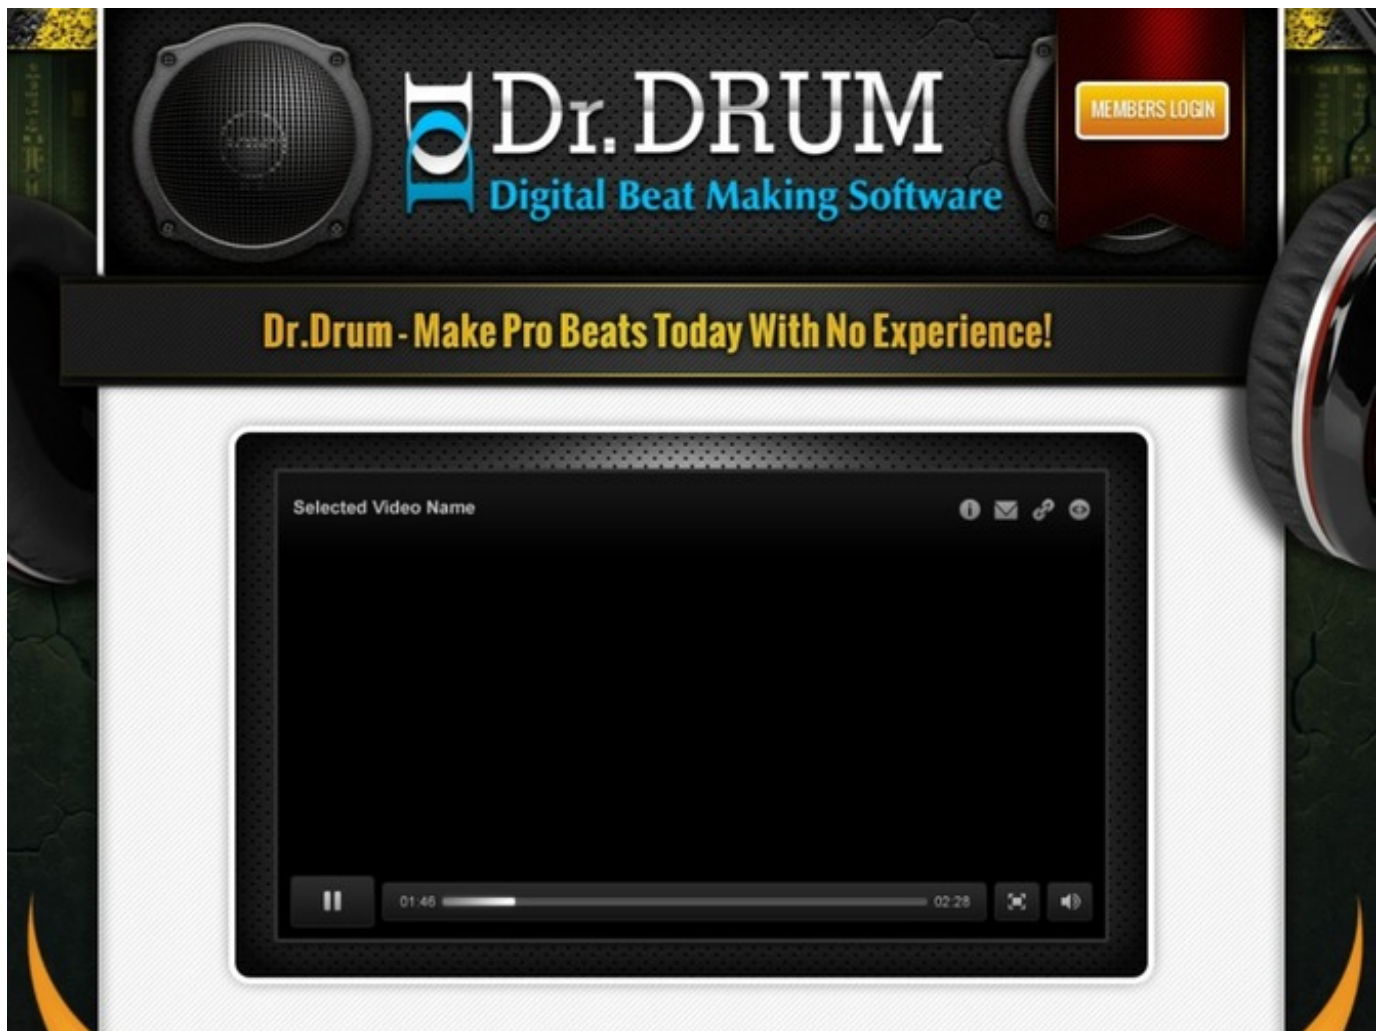 Dr.DRUM
Digital Beat Making Software
MEMBERS LOGIN
Dr.Drum - Make Pro Beats Today With No Experience!
Selected Video Name
01:46
02:28